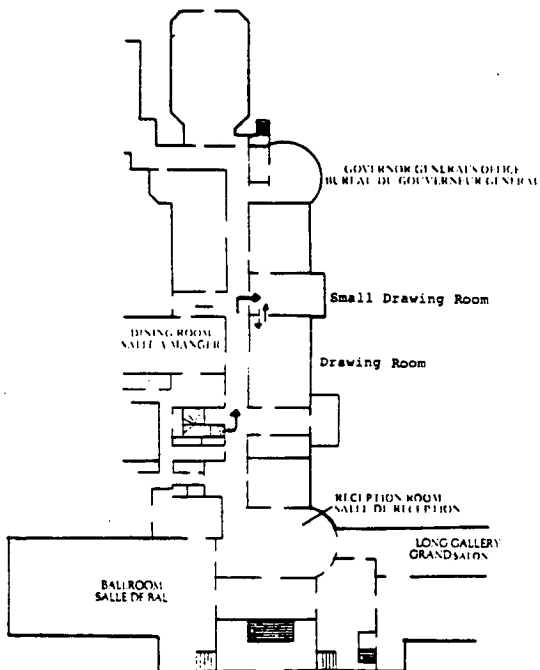 GOVERNOR GENERAL'S OFFICE
BUREAU DU GOUVERNEUR GENERAL
Small Drawing Room
DINING ROOM
SALLE A MANGER
Drawing Room
RECEPTION ROOM
SALLE DE RECEPTION
LONG GALLERY
GRAND SALON
BALLROOM
SALLE DE BAL